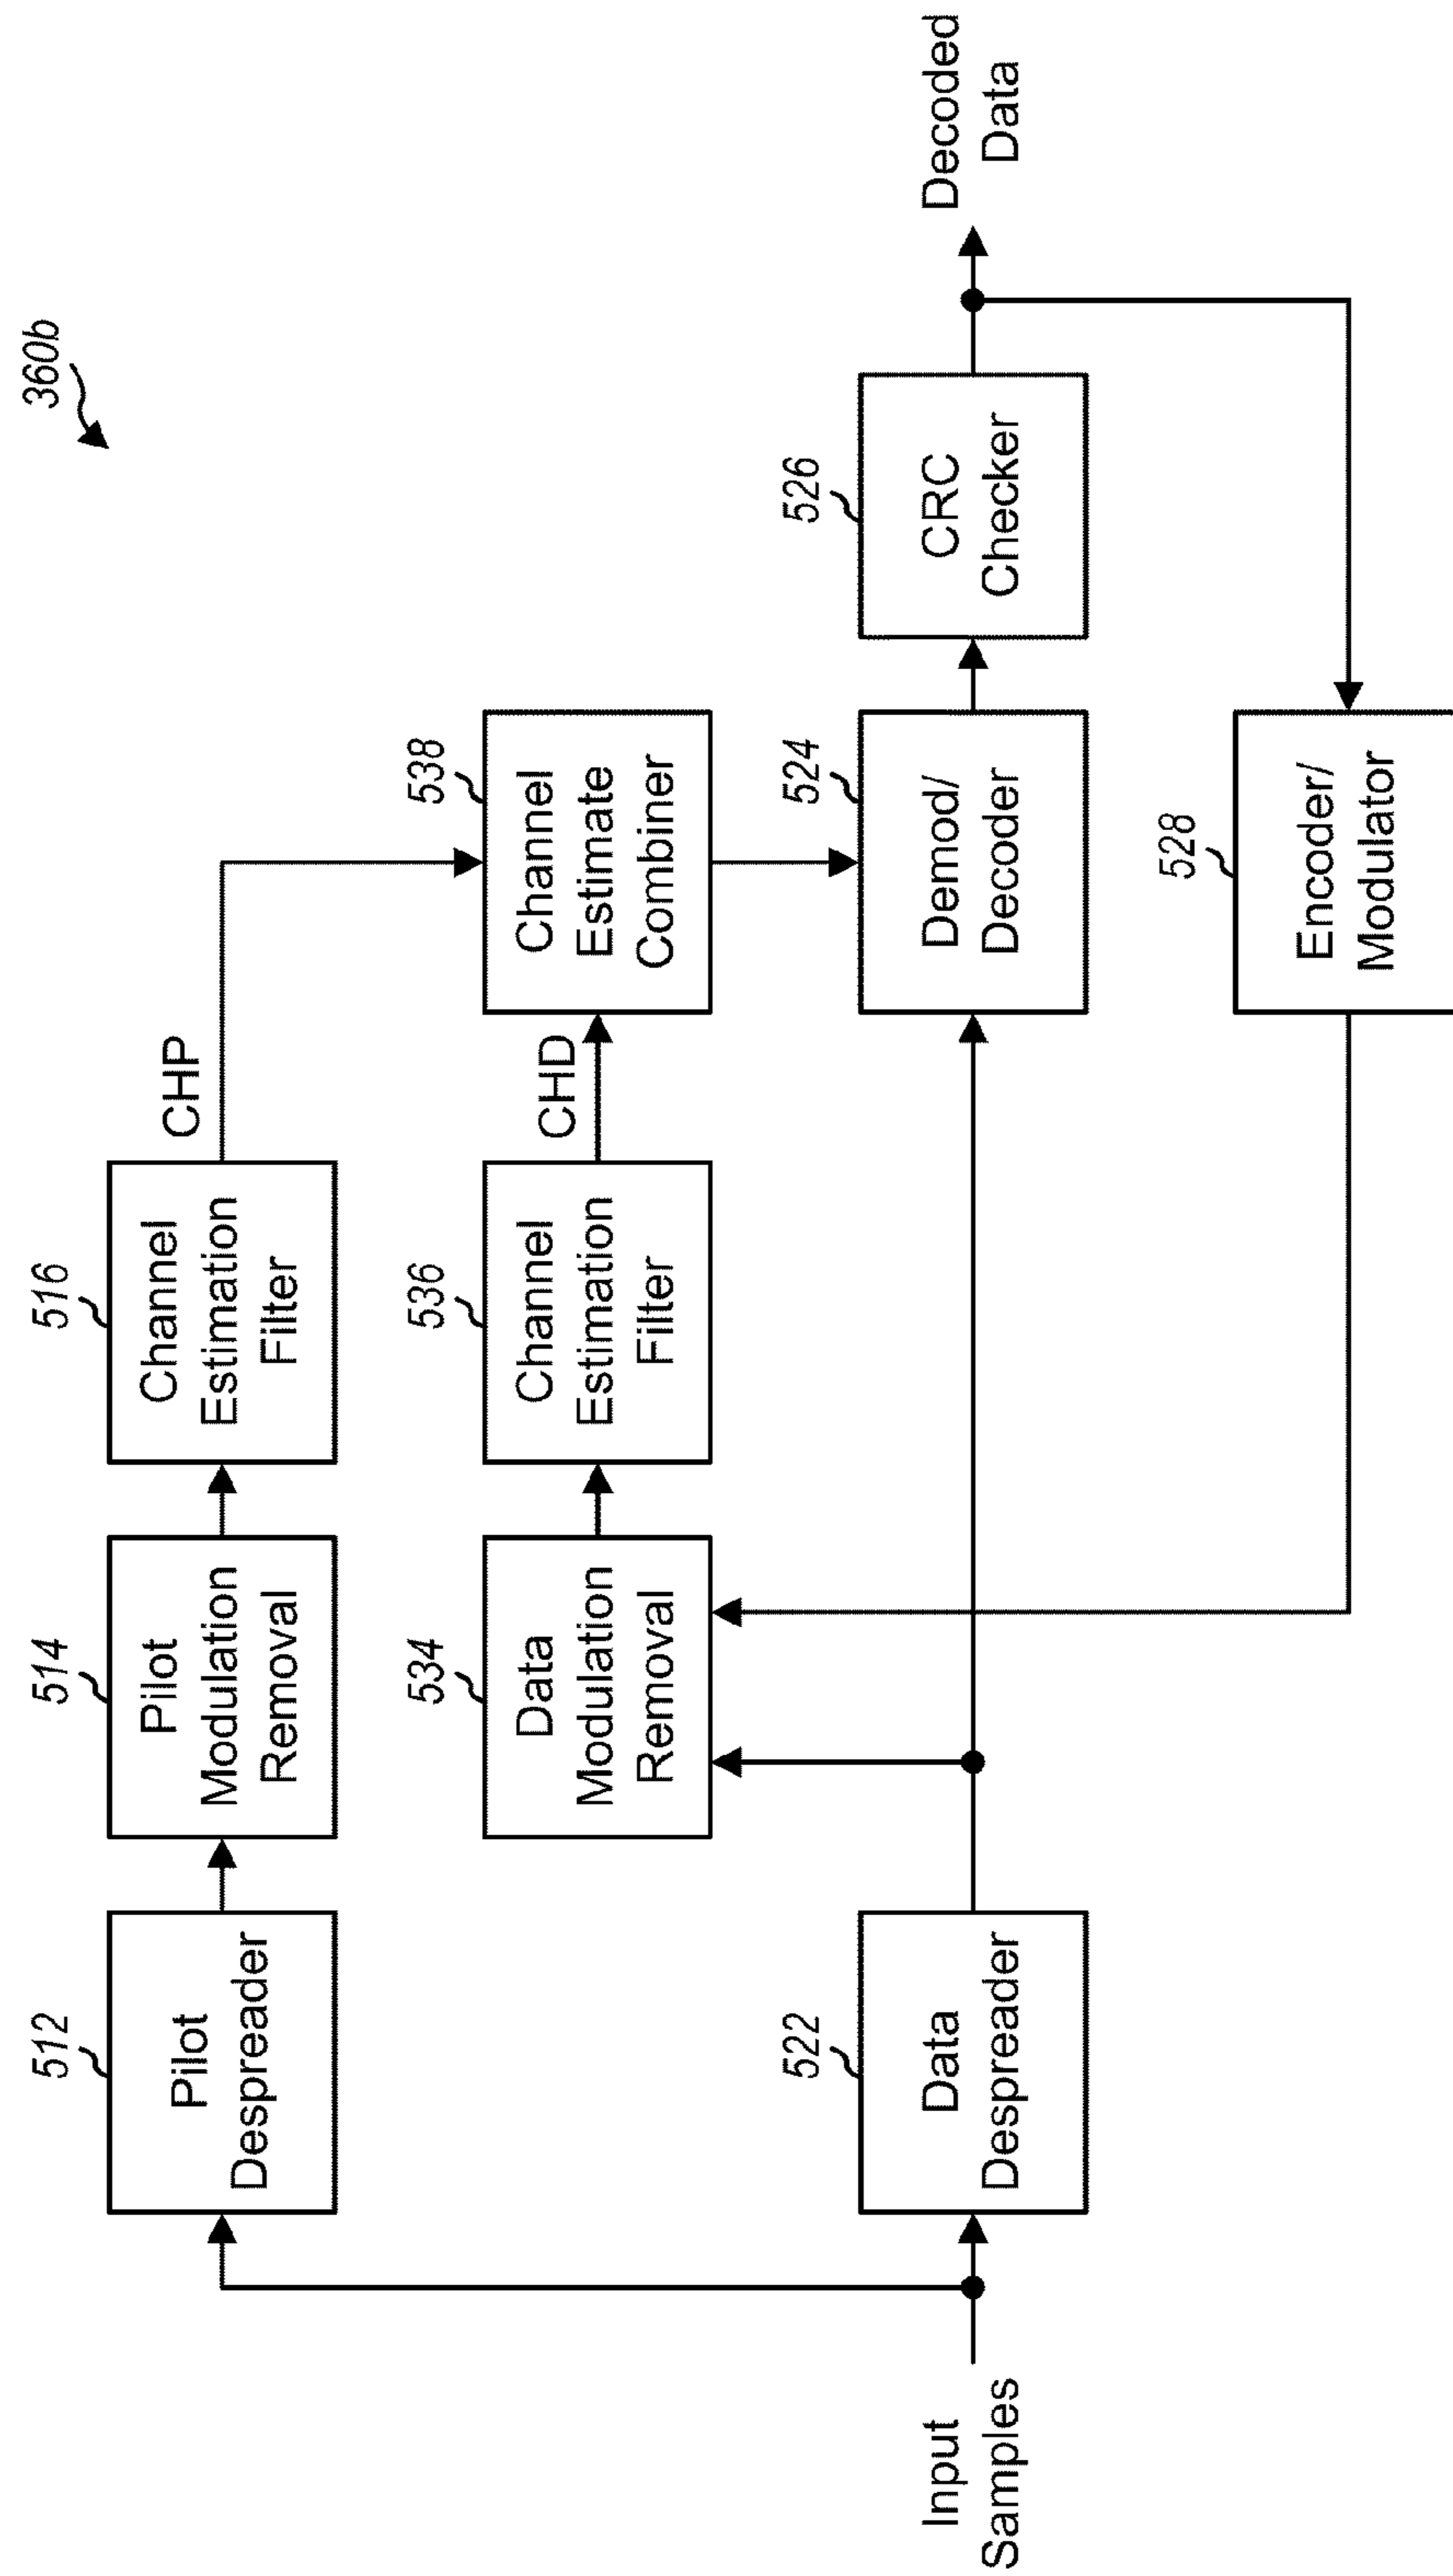 360b
512
Pilot
Despreader
514
Pilot
Modulation
Removal
516
Channel
Estimation
Filter
CHP
534
Data
Modulation
Removal
536
Channel
Estimation
Filter
CHD
538
Channel
Estimate
Combiner
Input
Samples
522
Data
Despreader
524
Demod/
Decoder
526
CRC
Checker
Decoded
Data
528
Encoder/
Modulator